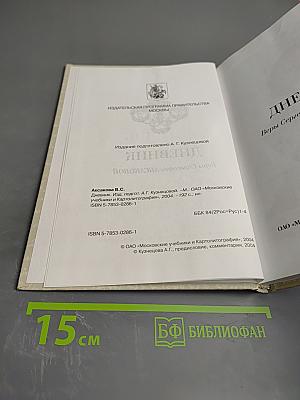 ИЗДАТЕЛЬСКАЯ ПРОГРАММА ПРАВИТЕЛЬСТВА
МОСКВЫ
Издание подготовлено А. Г. Кузнецовой
ДНЕВНИК
Аксакова В.С.
Дневник. Изд. подгот. А.Г. Кузнецовой. –М.: ОАО «Московские
учебники и Картолитография», 2004. –192 с.: ил.
ISBN 5-7853-0286-1
ББК 84(2Рос=Рус)1-4
ISBN 5-7853-0286-1
© ОАО «Московские учебники и Картолитография», 2004
© Кузнецова А.Г., предисловие, комментарии, 2004
ДНЕ
Веры Серге
ОАО «М
15 СМ
БФ БИБЛИОФАН